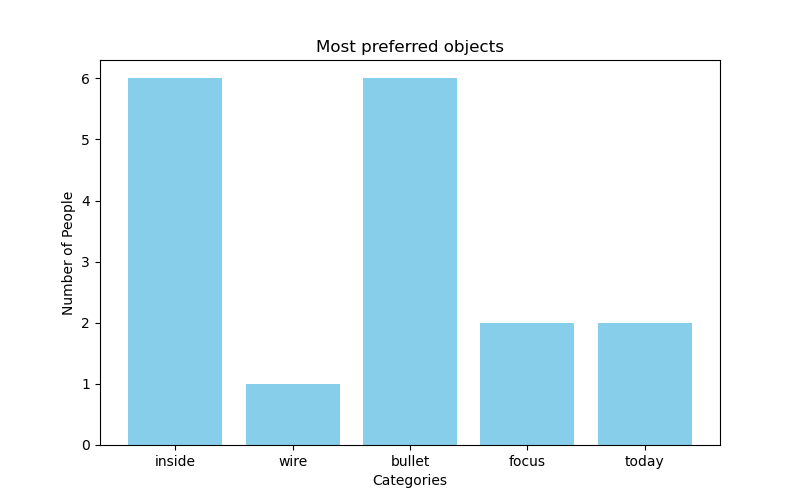 Most preferred objects
Number of People
6
5
4
3
2
1
0
inside wire bullet focus today
Categories